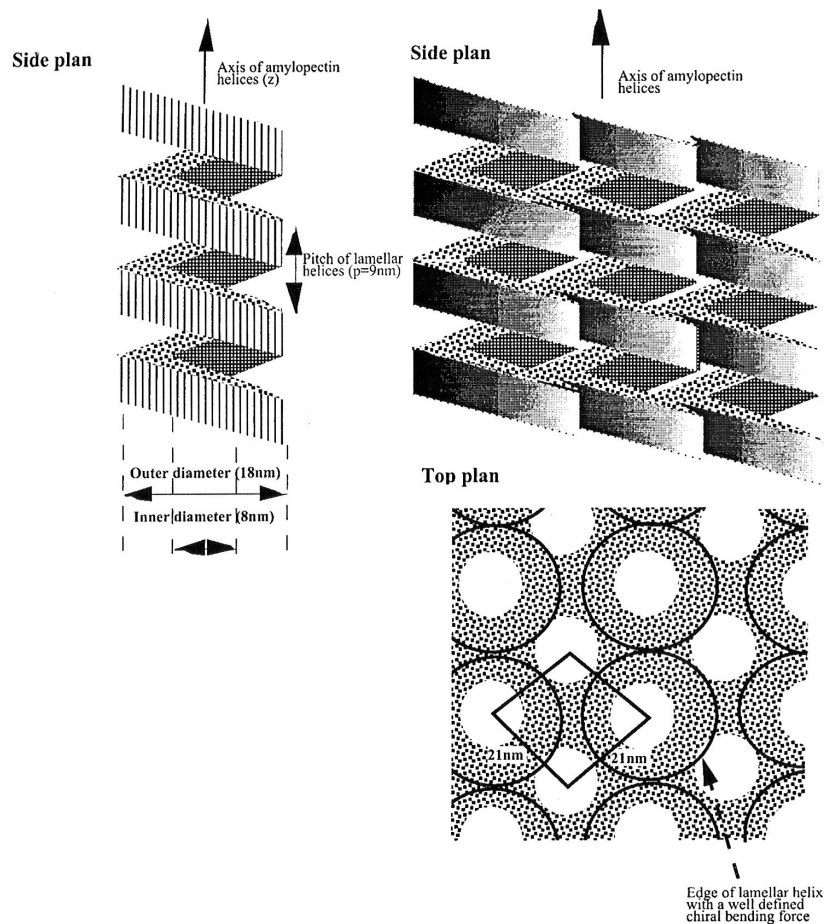 Side plan
Axis of amylopectin
helices (z)
Pitch of lamellar
helices (p=9nm)
Outer diameter (18nm)
Inner diameter (8nm)
Side plan
Axis of amylopectin
helices
Top plan
21nm
21nm
Edge of lamellar helix
with a well defined
chiral bending force